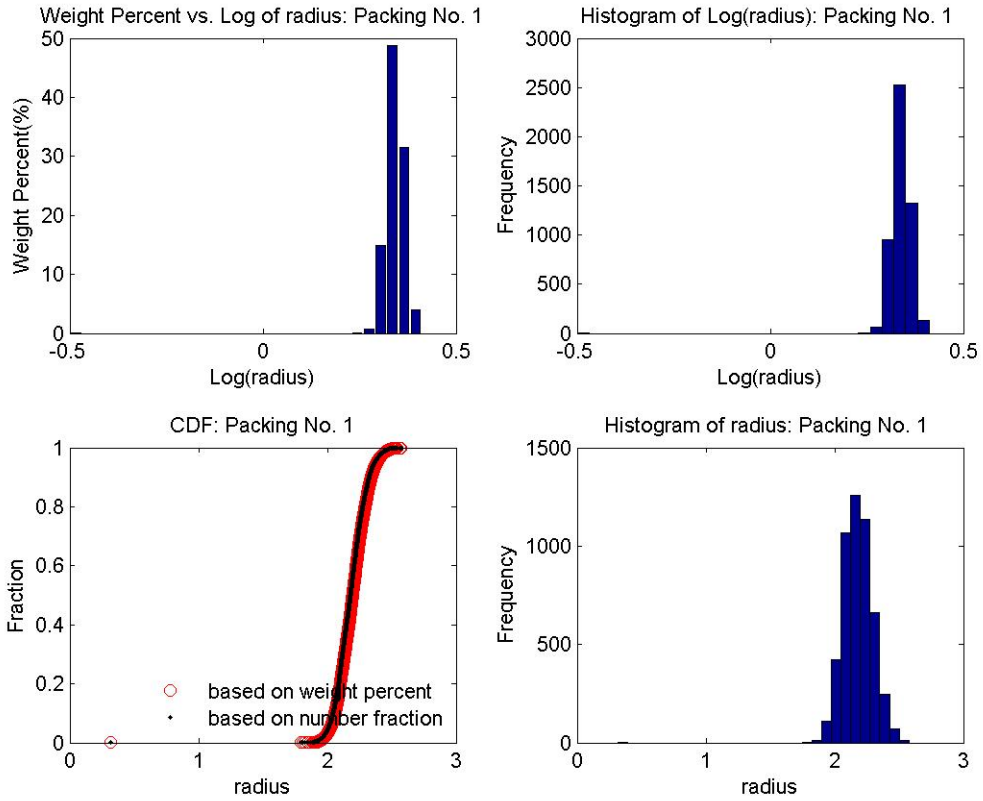 Weight Percent vs. Log of radius: Packing No. 1
50
40
30
20
10
0
Weight Percent(%)
-0.5
0
0.5
Log(radius)
Histogram of Log(radius): Packing No. 1
3000
2500
2000
1500
1000
500
0
Frequency
-0.5
0
0.5
Log(radius)
CDF: Packing No. 1
1
0.8
0.6
0.4
0.2
0
Fraction
based on weight percent
based on number fraction
0
1
2
3
radius
Histogram of radius: Packing No. 1
1500
1000
500
0
Frequency
0
1
2
3
radius